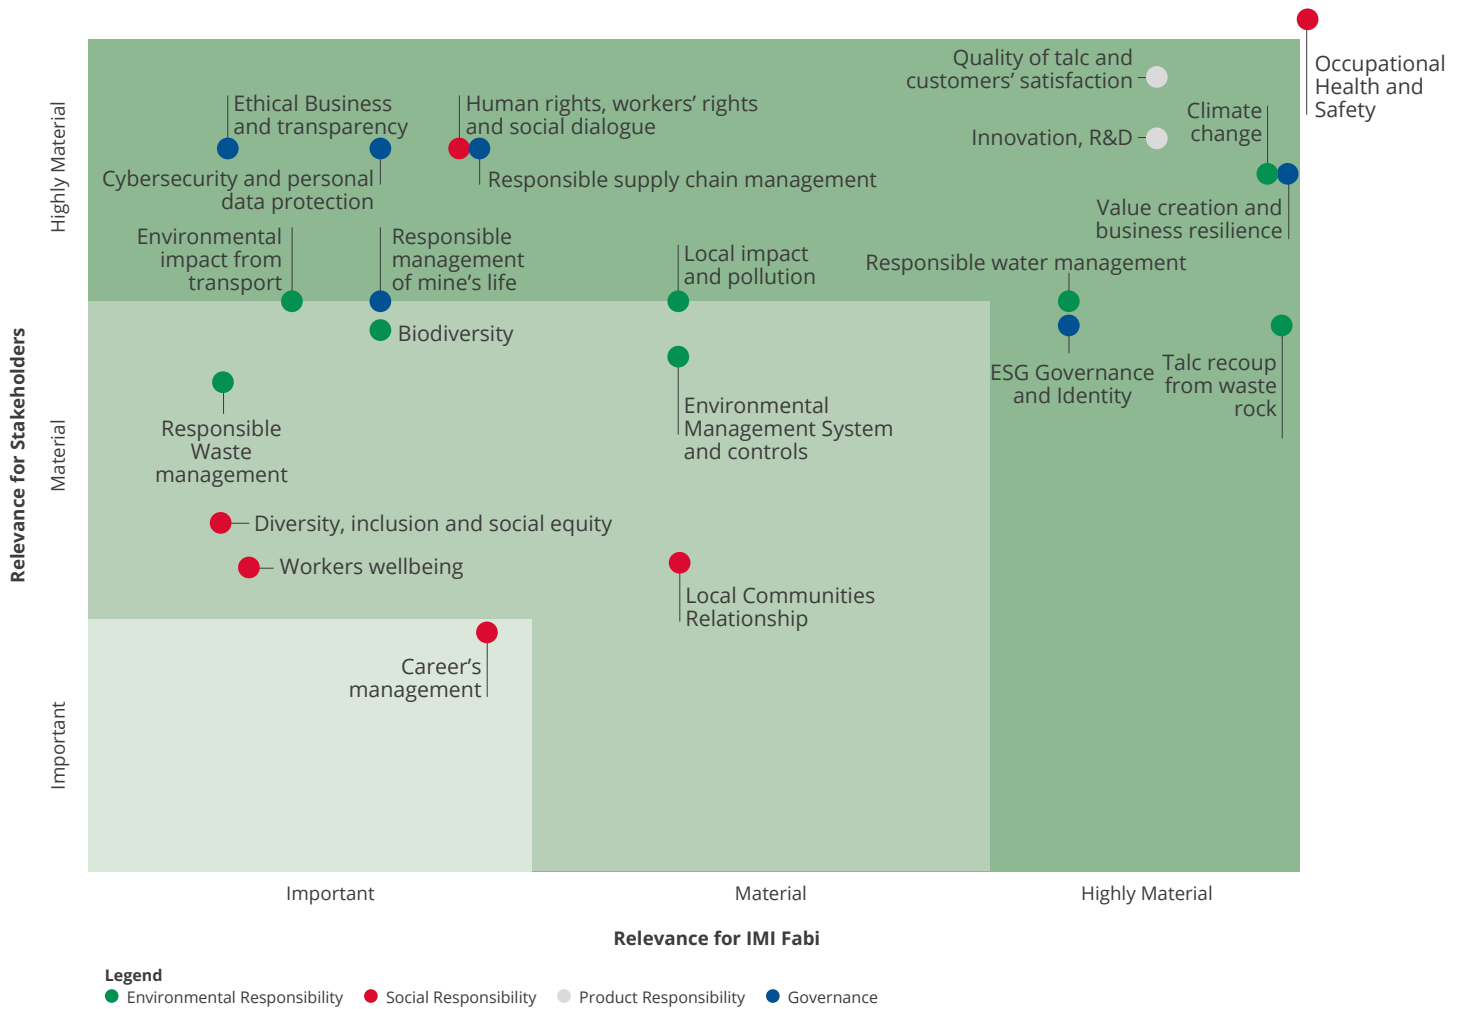 Occupational
Health and
Safety
Quality of talc and
customers’ satisfaction
Climate
change
Innovation, R&D
Ethical Business
and transparency
Human rights, workers’ rights
and social dialogue
Cybersecurity and personal
data protection
Responsible supply chain management
Value creation and
business resilience
Environmental
impact from
transport
Responsible
management
of mine’s life
Local impact
and pollution
Responsible water management
Biodiversity
ESG Governance
and Identity
Talc recoup
from waste
rock
Environmental
Management System
and controls
Responsible
Waste
management
Diversity, inclusion and social equity
Workers wellbeing
Local Communities
Relationship
Career’s
management
Relevance for Stakeholders
Highly Material
Material
Important
Important
Material
Highly Material
Relevance for IMI Fabi
Legend
Environmental Responsibility
Social Responsibility
Product Responsibility
Governance